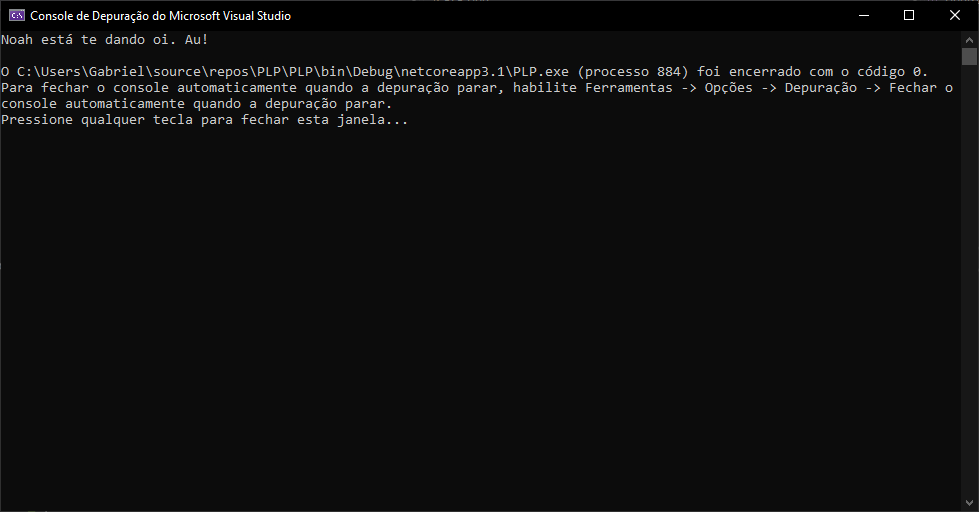 Console de Depuração do Microsoft Visual Studio
Noah está te dando oi. Au!
O C:\Users\Gabriel\source\repos\PLP\PLP\bin\Debug\netcoreapp3.1\PLP.exe (processo 884) foi encerrado com o código 0.
Para fechar o console automaticamente quando a depuração parar, habilite Ferramentas -> Opções -> Depuração -> Fechar o
console automaticamente quando a depuração parar.
Pressione qualquer tecla para fechar esta janela...